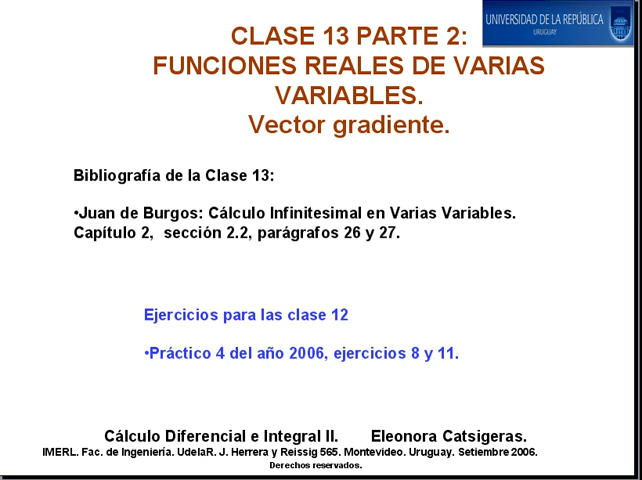 CLASE 13 PARTE 2:
UNIVERSIDAD DE LA REPÚBLICA
URUGUAY
FUNCIONES REALES DE VARIAS
VARIABLES.
Vector gradiente.
Bibliografía de la Clase 13:
•Juan de Burgos: Cálculo Infinitesimal en Varias Variables.
Capítulo 2, sección 2.2, parágrafos 26 y 27.
Ejercicios para las clase 12
•Práctico 4 del año 2006, ejercicios 8 y 11.
Cálculo Diferencial e Integral II. Eleonora Catsigeras.
IMERL. Fac. de Ingeniería. UdelaR. J. Herrera y Reissig 565. Montevideo. Uruguay. Setiembre 2006.
Derechos reservados.